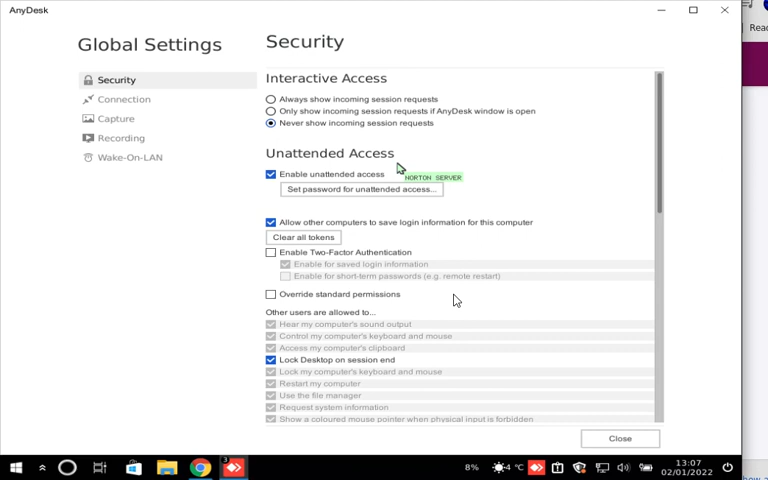 AnyDesk
Global Settings
Security
Connection
Capture
Recording
Wake-On-LAN
Security
Interactive Access
Always show incoming session requests
Only show incoming session requests if AnyDesk window is open
Never show incoming session requests
Unattended Access
Enable unattended access
HORTON SERVER
Set password for unattended access...
Allow other computers to save login information for this computer
Clear all tokens
Enable Two-Factor Authentication
Enable for saved login information
Enable for short-term passwords (e.g. remote restart)
Override standard permissions
Other users are allowed to...
Hear my computer's sound output
Control my computer's keyboard and mouse
Access my computer's clipboard
Lock Desktop on session end
Lock my computer's keyboard and mouse
Restart my computer
Use the file manager
Request system information
Show a coloured mouse pointer when physical input is forbidden
Close
3
8%
4 °C
13:07
02/01/2022